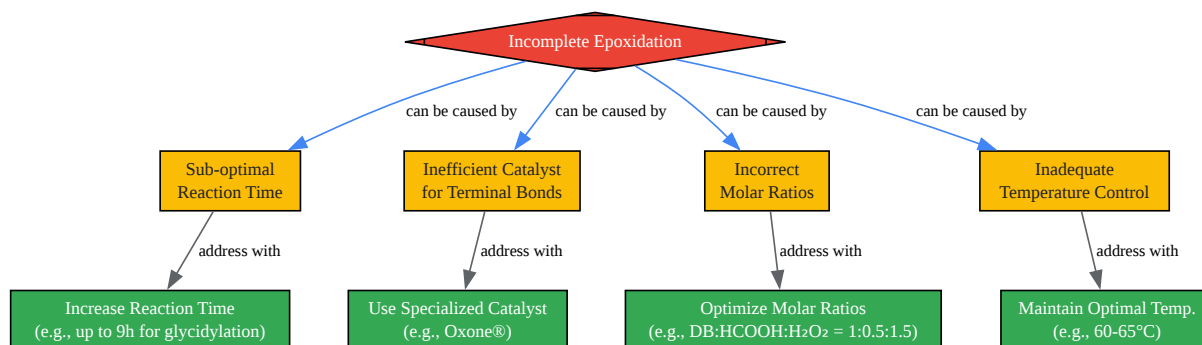 Incomplete Epoxidation
can be caused by
can be caused by
can be caused by
can be caused by
Sub-optimal
Reaction Time
Inefficient Catalyst
for Terminal Bonds
Incorrect
Molar Ratios
Inadequate
Temperature Control
address with
address with
address with
address with
Increase Reaction Time
(e.g., up to 9h for glycidylation)
Use Specialized Catalyst
(e.g., Oxone®)
Optimize Molar Ratios
(e.g., DB:HCOOH:H₂O₂ = 1:0.5:1.5)
Maintain Optimal Temp.
(e.g., 60-65°C)